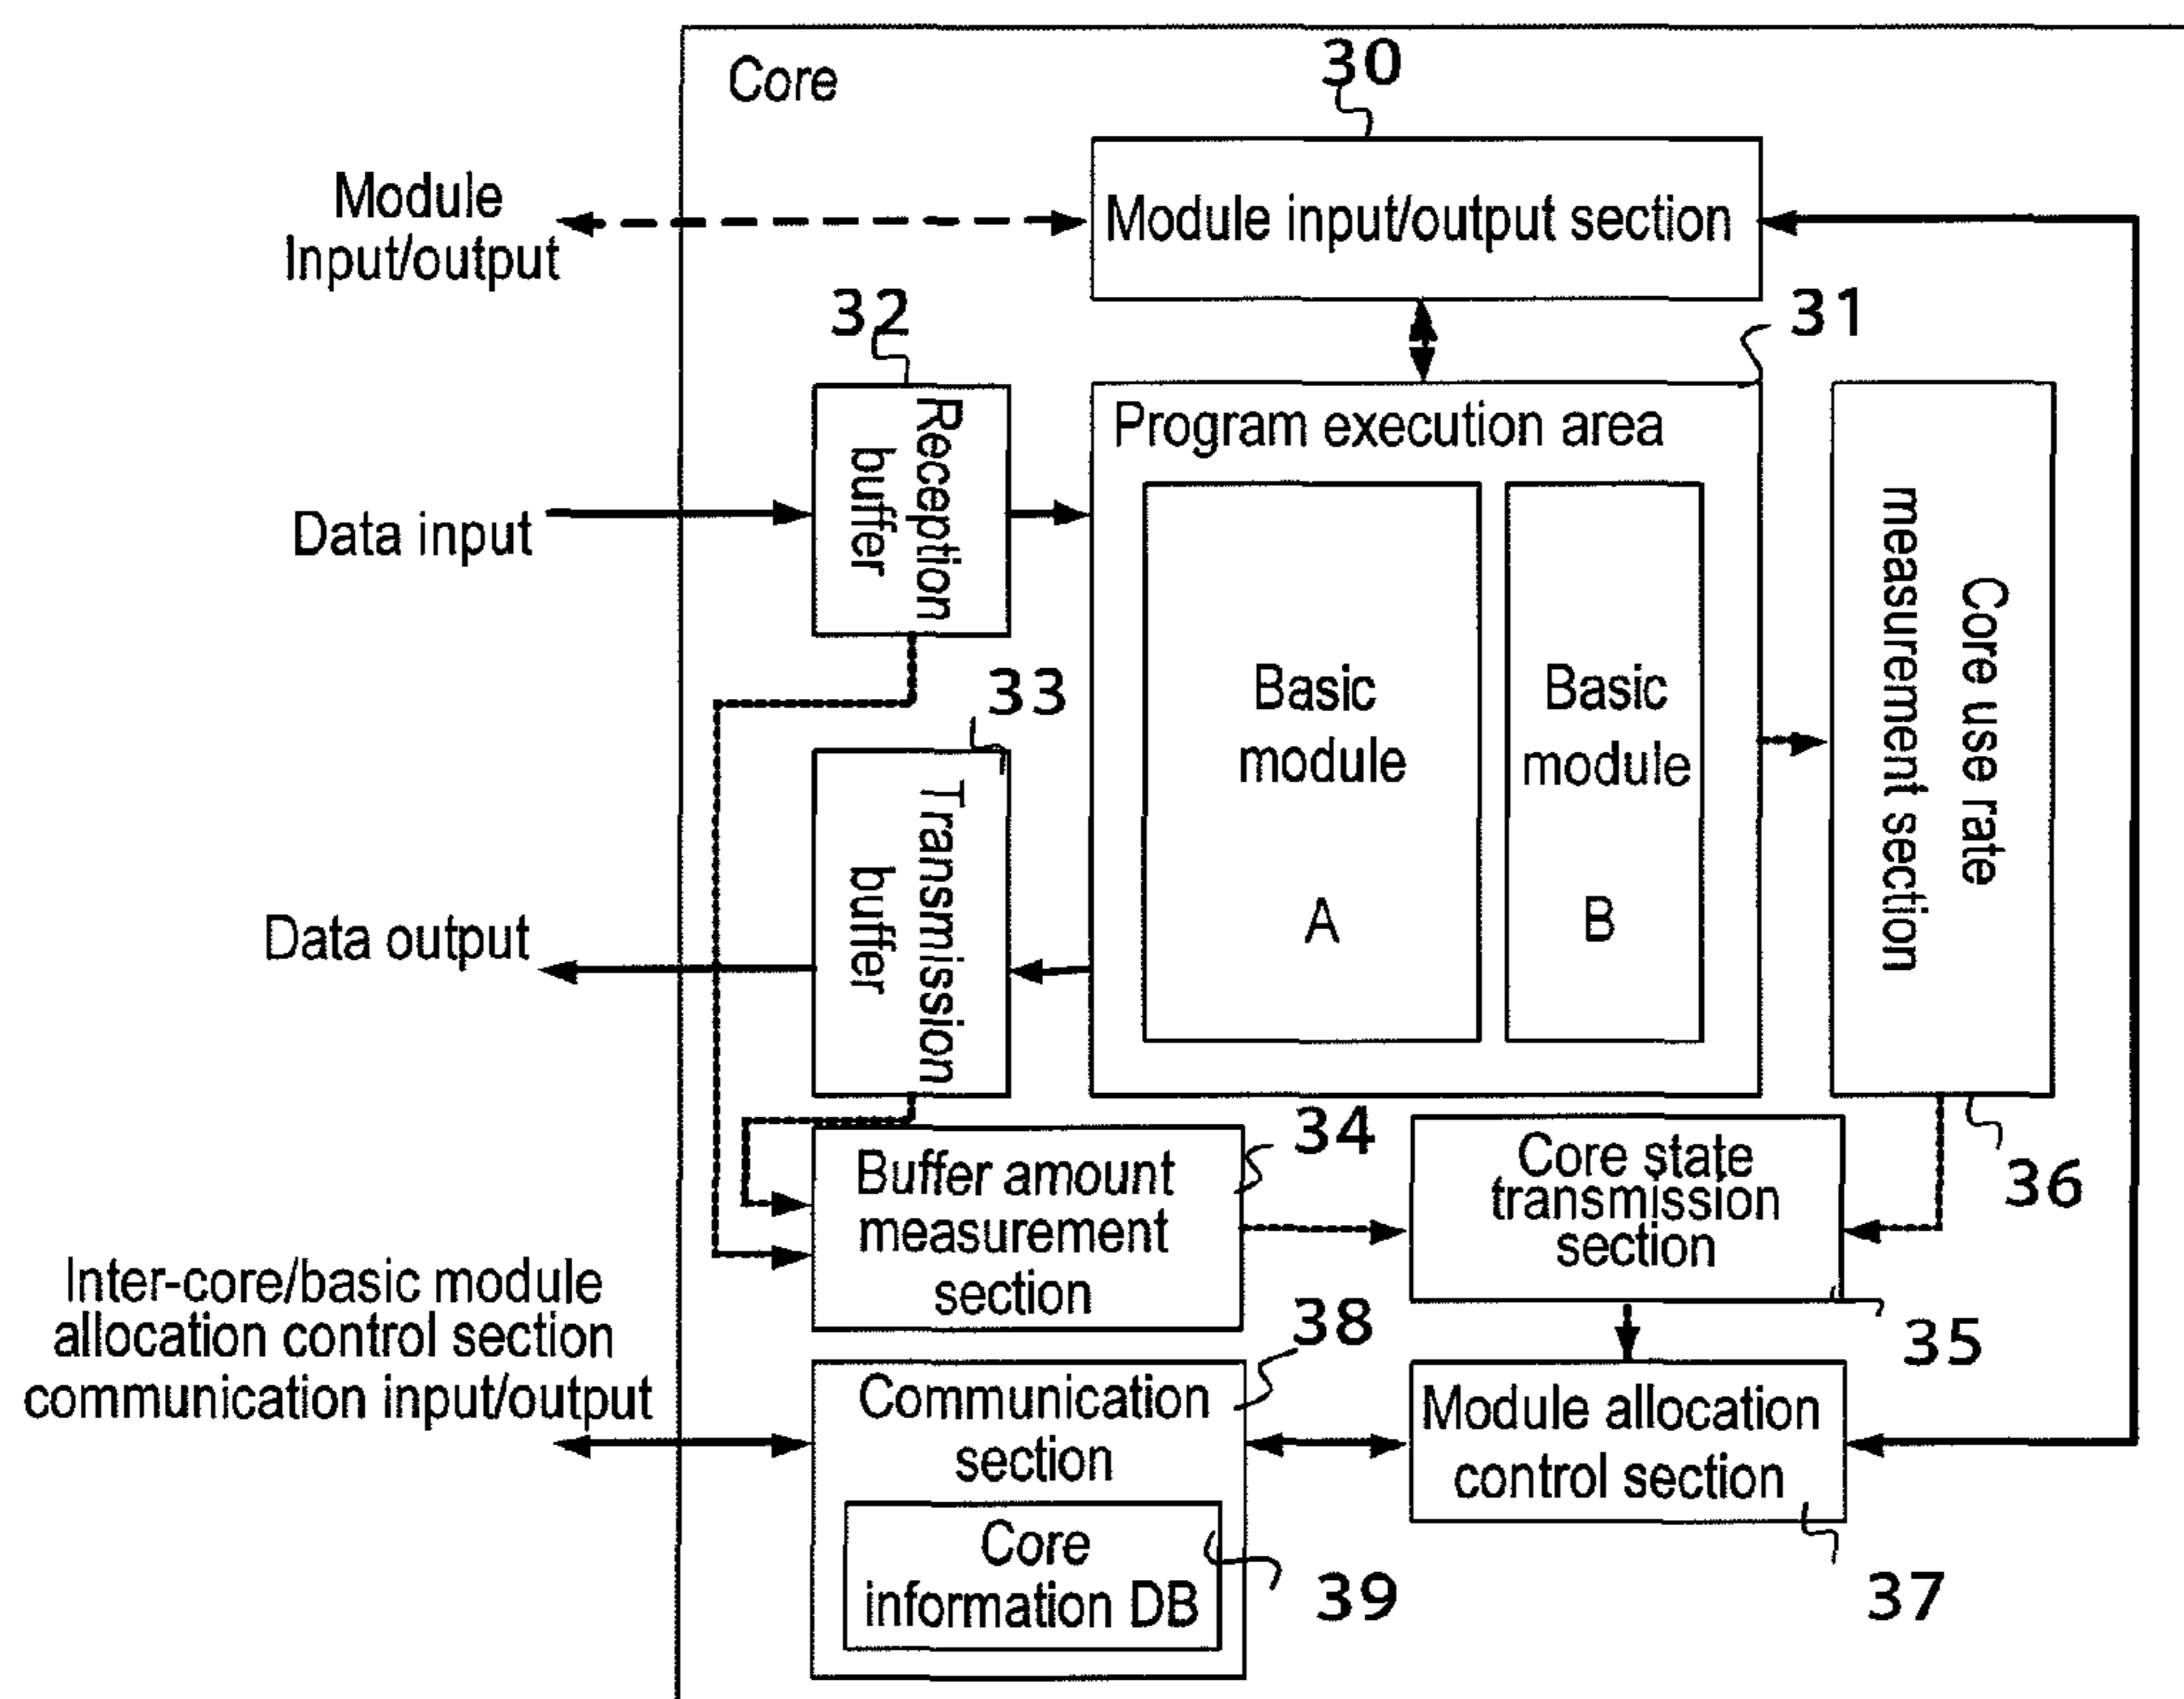 Core
30
Module input/output section
Module
Input/output
32
31
Reception
buffer
Program execution area
Data input
Basic
module
A
Basic
module
B
Core use rate
measurement section
33
Transmission
buffer
Data output
34
Buffer amount
measurement
section
Core state
transmission
section
36
35
Inter-core/basic module
allocation control section
communication input/output
38
Communication
section
Module allocation
control section
Core
information DB
39
37